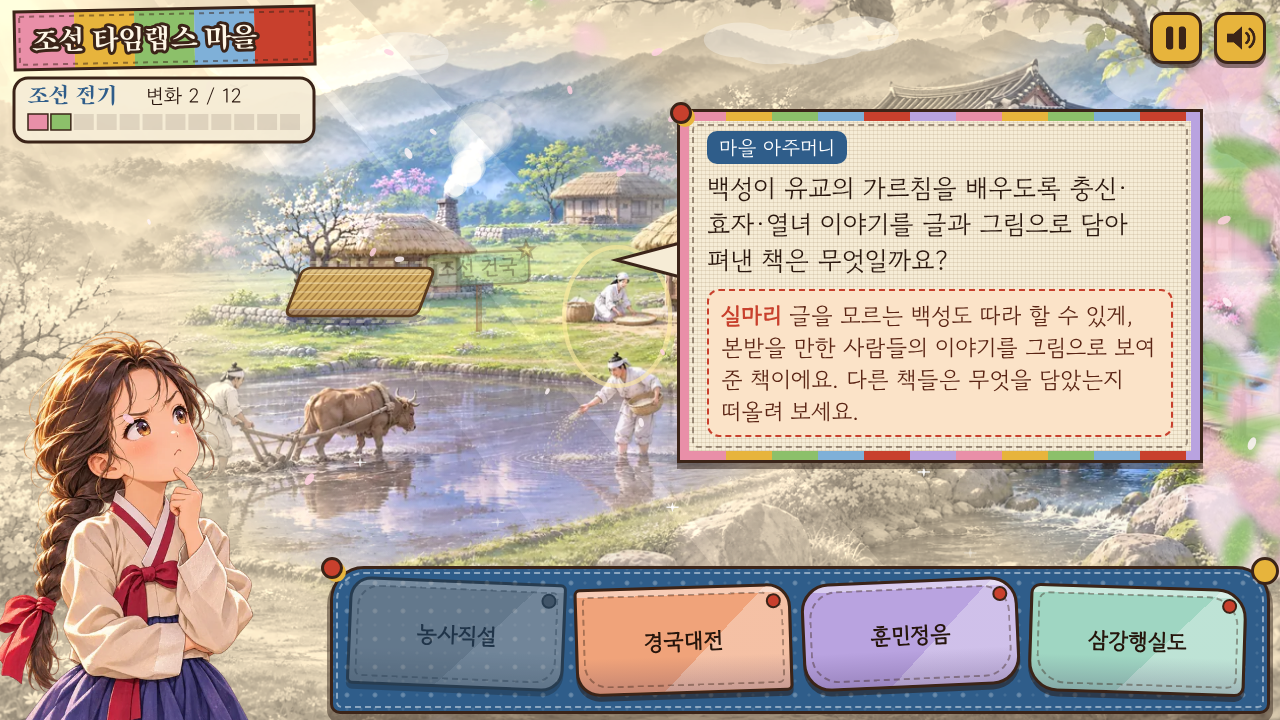 조선 타임랩스 마을
조선 전기 변화 2 / 12
마을 아주머니
백성이 유교의 가르침을 배우도록 충신·
효자·열녀 이야기를 글과 그림으로 담아
펴낸 책은 무엇일까요?
실마리 글을 모르는 백성도 따라 할 수 있게,
본받을 만한 사람들의 이야기를 그림으로 보여
준 책이에요. 다른 책들은 무엇을 담았는지
떠올려 보세요.
조선 건국
농사직설
경국대전
훈민정음
삼강행실도